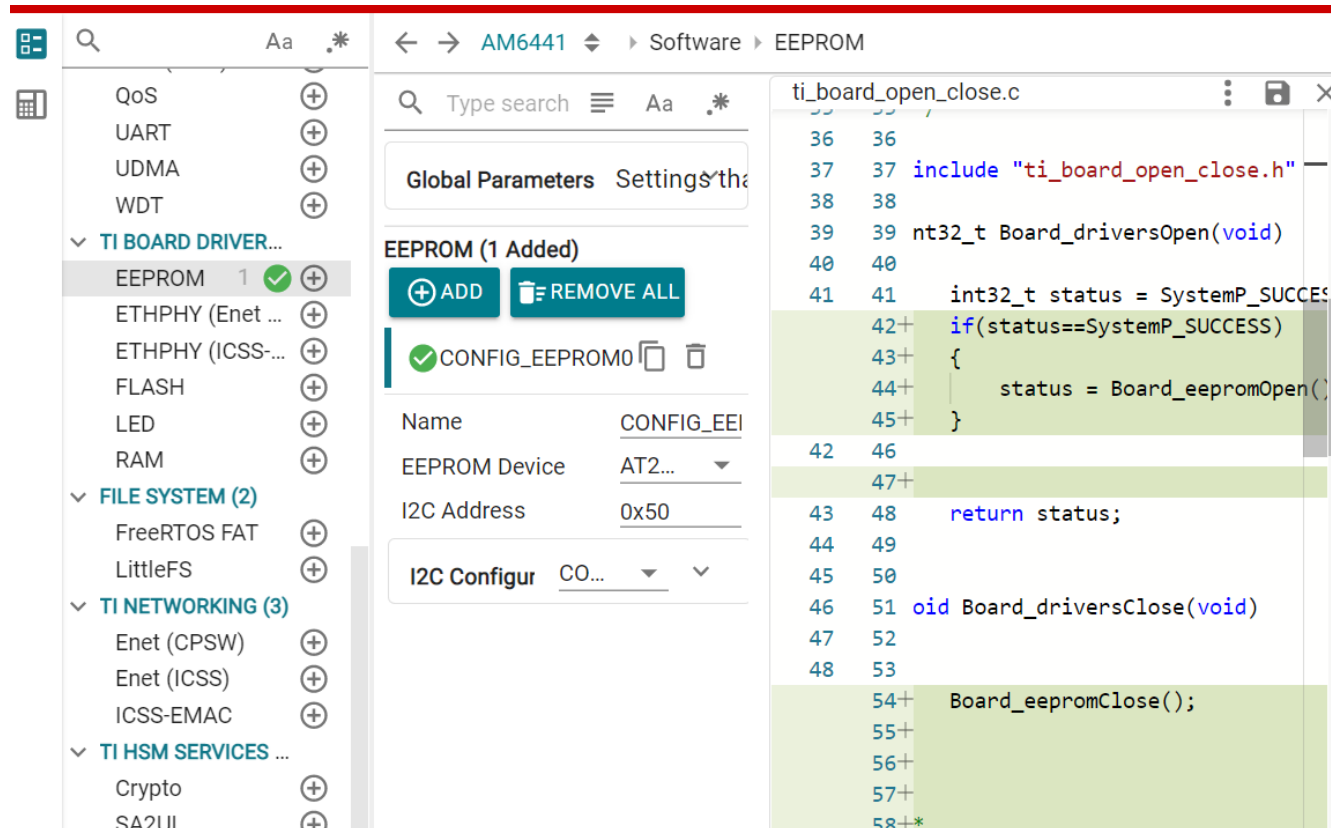 Aa .*
QoS
UART
UDMA
WDT
TI BOARD DRIVER...
EEPROM 1
ETHPHY (Enet ...
ETHPHY (ICSS-...
FLASH
LED
RAM
FILE SYSTEM (2)
FreeRTOS FAT
LittleFS
TI NETWORKING (3)
Enet (CPSW)
Enet (ICSS)
ICSS-EMAC
TI HSM SERVICES ...
Crypto
SA2UL
AM6441 Software EEPROM
Type search Aa .*
Global Parameters Settings tha
EEPROM (1 Added)
ADD REMOVE ALL
CONFIG_EEPROM0
Name CONFIG_EEI
EEPROM Device AT2...
I2C Address 0x50
I2C Configur CO...
ti_board_open_close.c
35 35 */
36 36
37 37 include "ti_board_open_close.h"
38 38
39 39 nt32_t Board_driversOpen(void)
40 40
41 41 int32_t status = SystemP_SUCCES
42+ if(status==SystemP_SUCCESS)
43+ {
44+ status = Board_eepromOpen()
45+ }
42 46
47+
43 48 return status;
44 49
45 50
46 51 oid Board_driversClose(void)
47 52
48 53
54+ Board_eepromClose();
55+
56+
57+
58+*